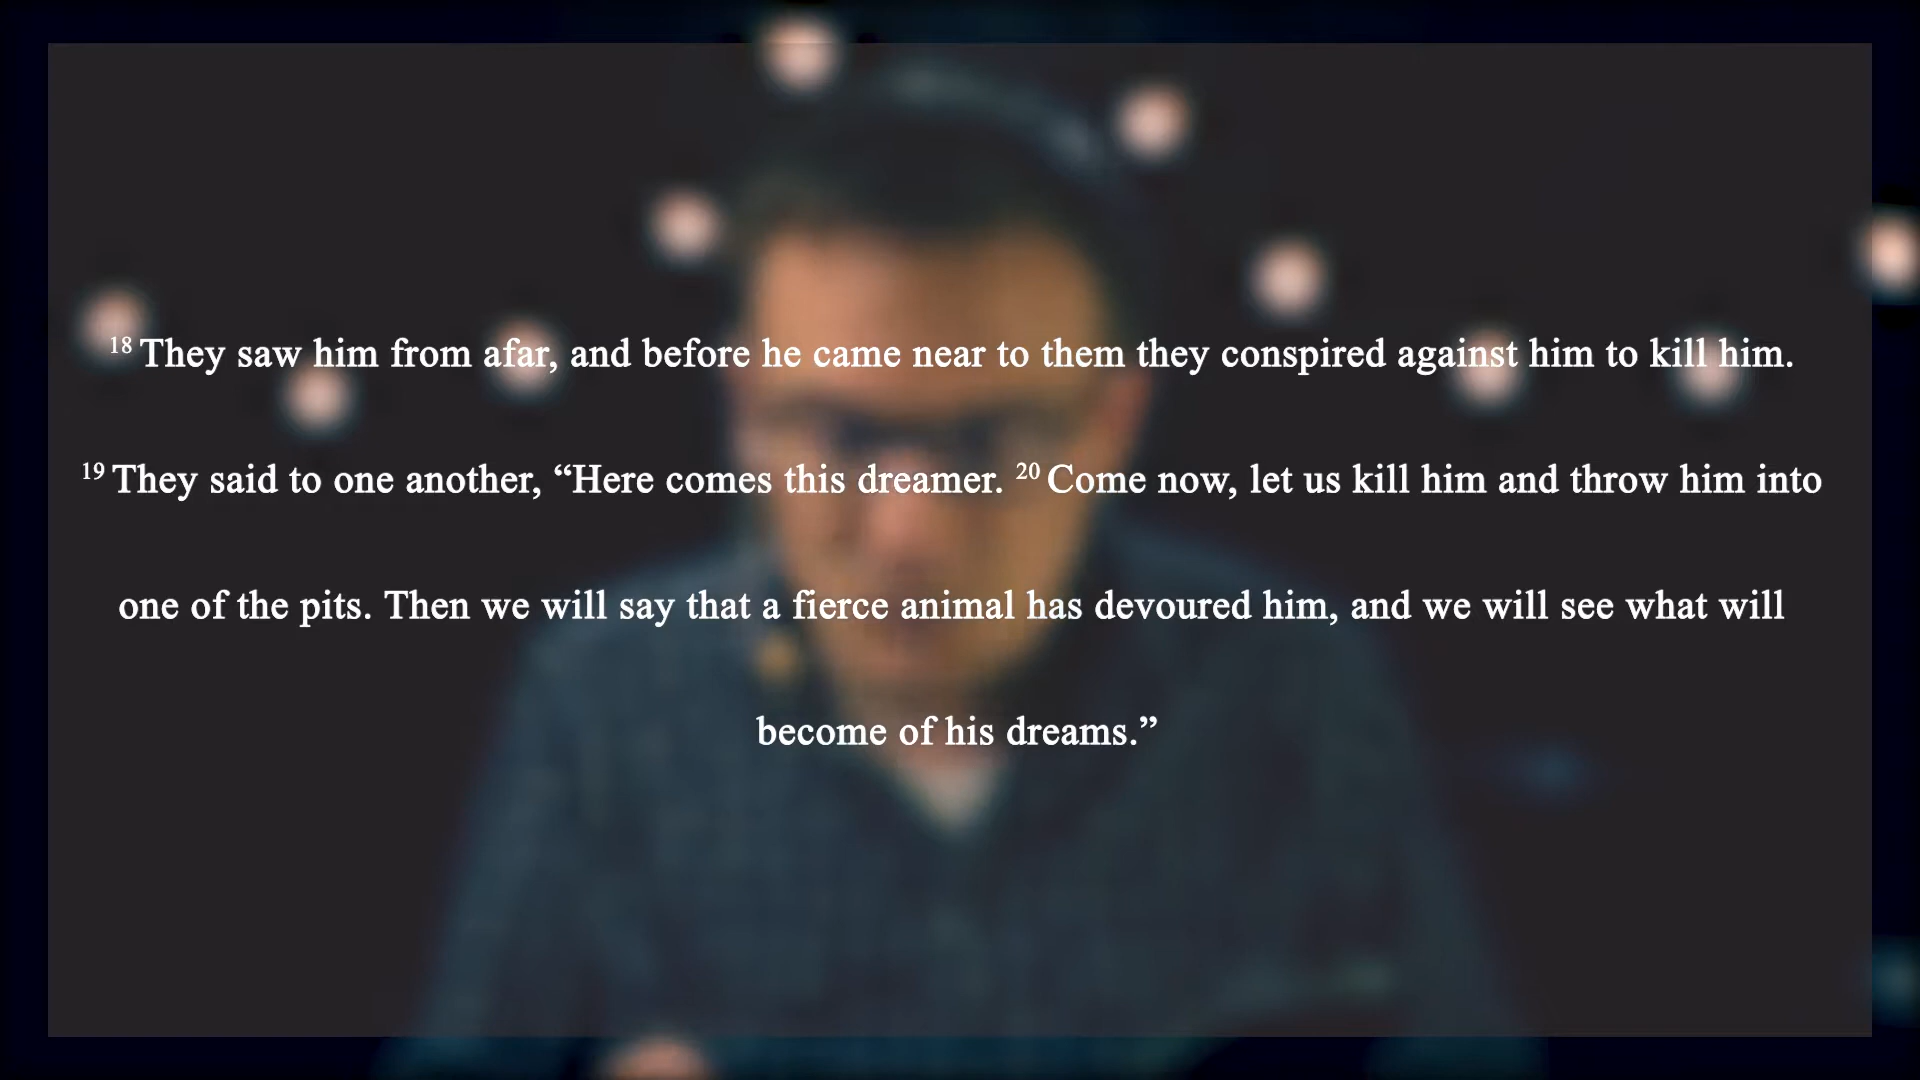 18 They saw him from afar, and before he came near to them they conspired against him to kill him.
19 They said to one another, “Here comes this dreamer. 20 Come now, let us kill him and throw him into
one of the pits. Then we will say that a fierce animal has devoured him, and we will see what will
become of his dreams.”